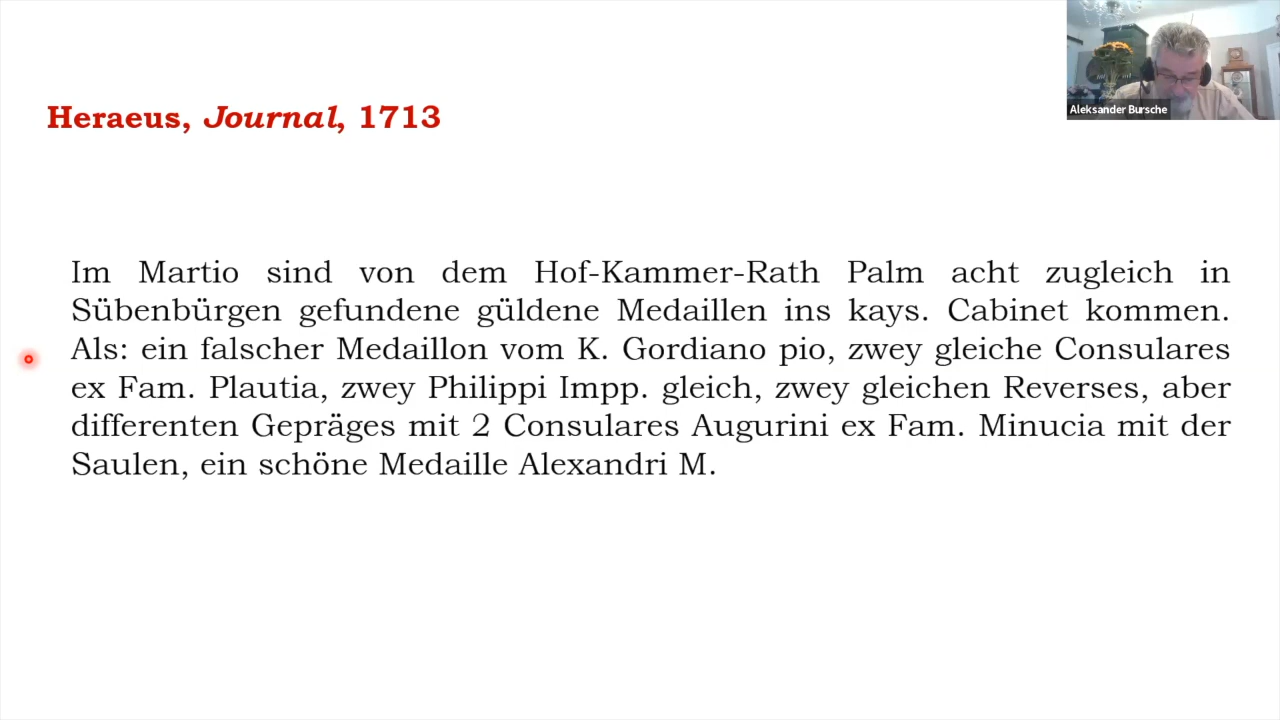 Aleksander Bursche
Heraeus, Journal, 1713
Im Martio sind von dem Hof-Kammer-Rath Palm acht zugleich in
Sübenbürgen gefundene güldene Medaillen ins kays. Cabinet kommen.
Als: ein falscher Medaillon vom K. Gordiano pio, zwey gleiche Consulares
ex Fam. Plautia, zwey Philippi Impp. gleich, zwey gleichen Reverses, aber
differenten Gepräges mit 2 Consulares Augurini ex Fam. Minucia mit der
Saulen, ein schöne Medaille Alexandri M.